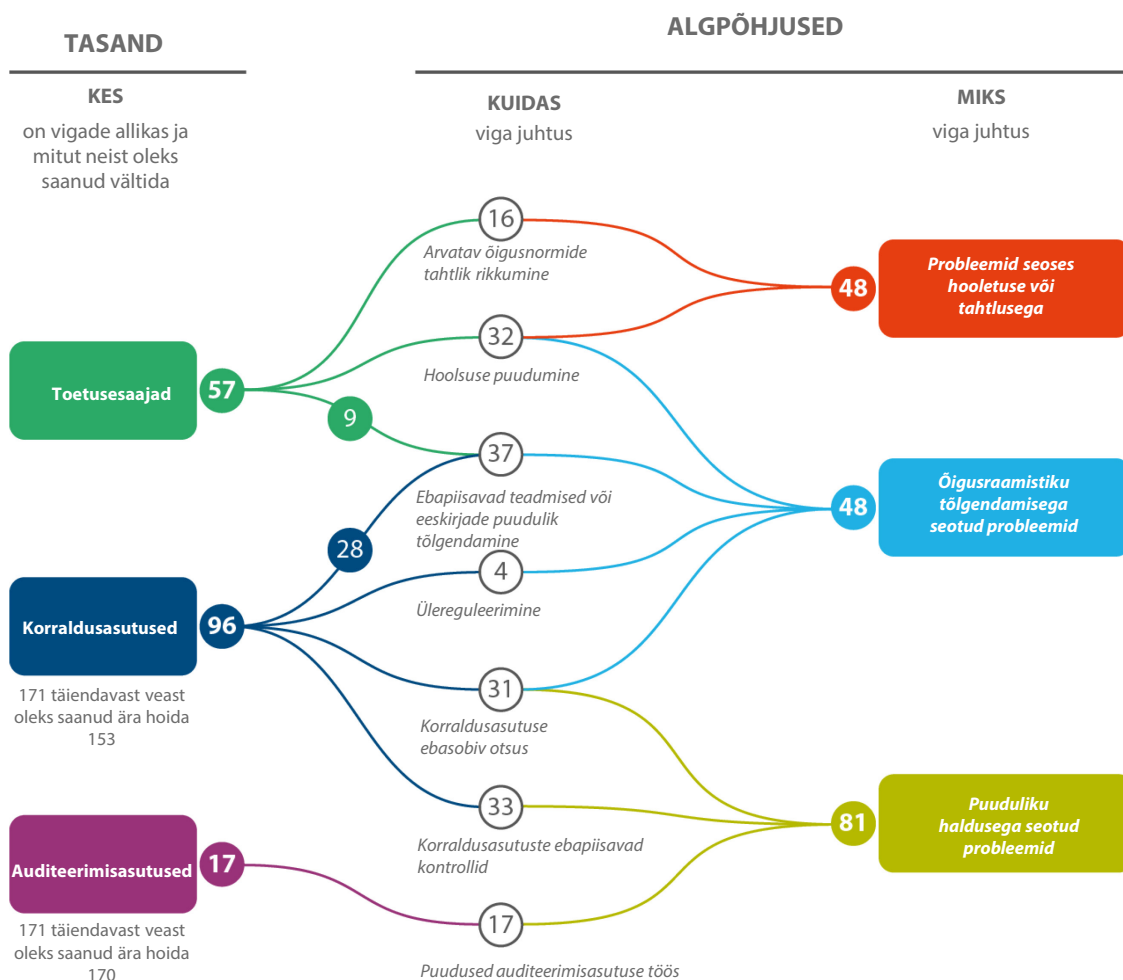 TASAND
ALGPÕHJUSED
KES
on vigade allikas ja
mitut neist oleks
saanud vältida
KUIDAS
viga juhtus
MIKS
viga juhtus
16
Arvatav õigusnormide
tahtlik rikkumine
48
Probleemid seoses
hooletuse või
tahtlusega
32
Hoolsuse puudumine
Toetusesaajad
57
9
37
Ebapiisavad teadmised või
eeskirjade puudulik
tõlgendamine
48
Õigusraamistiku
tõlgendamisega
seotud probleemid
28
4
Ülereguleerimine
Korraldusasutused
96
171 täiendavast veast
oleks saanud ära hoida
153
31
Korraldusasutuse
ebasobiv otsus
33
Korraldusasutuste ebapiisavad
kontrollid
81
Puuduliku
haldusega seotud
probleemid
Auditeerimisasutused
17
171 täiendavast veast
oleks saanud ära hoida
170
17
Puudused auditeerimisasutuse töös